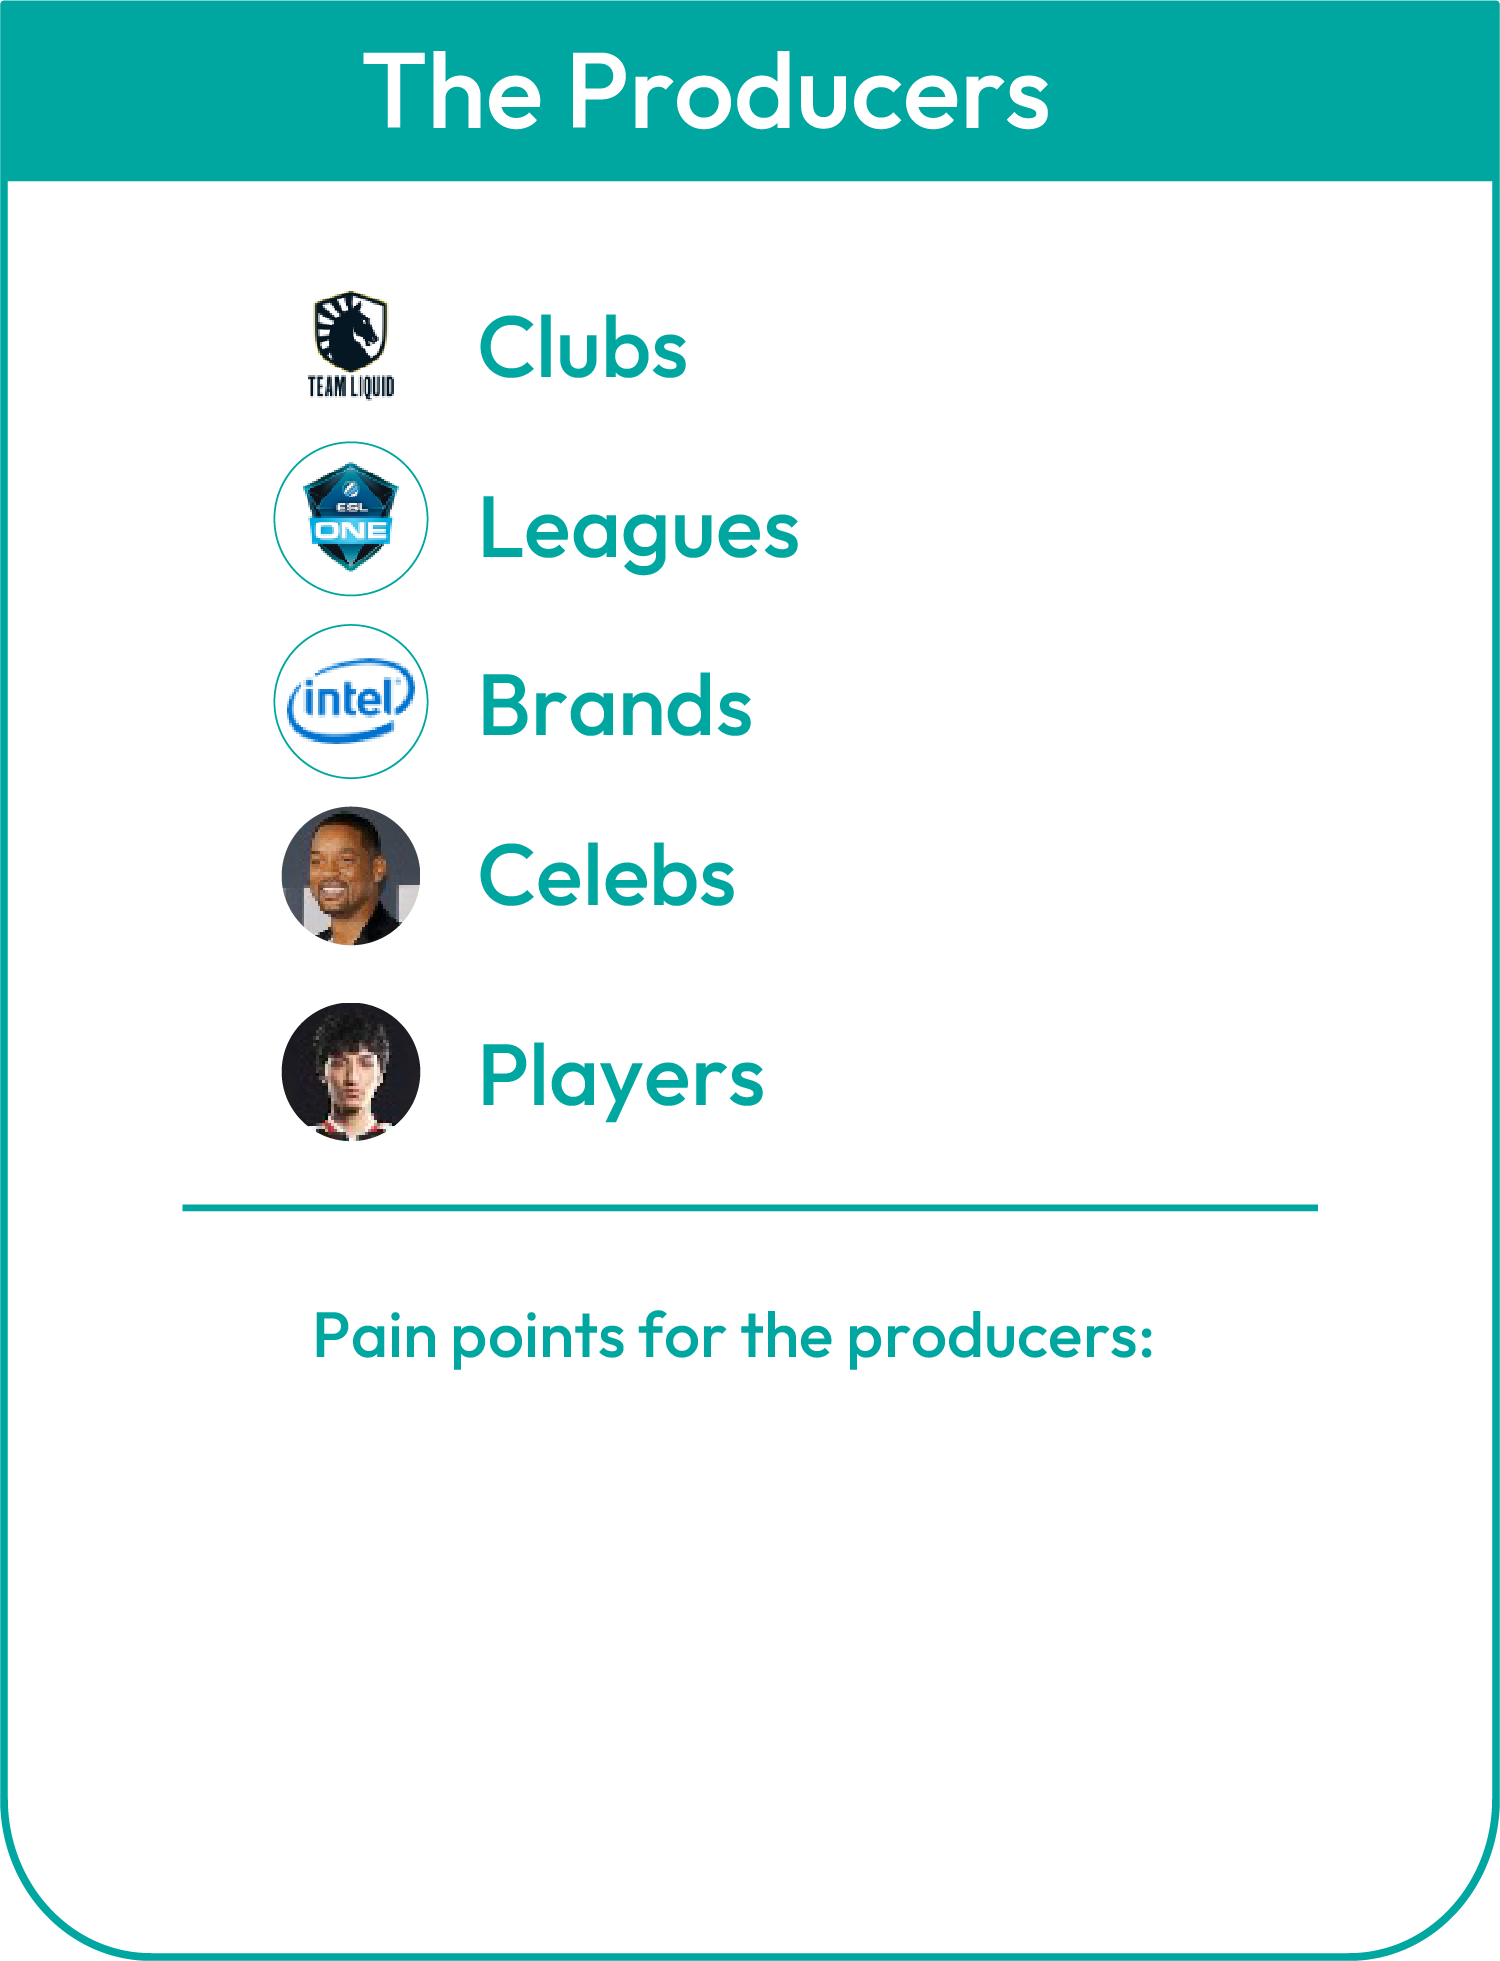 The Producers
TEAM LIQUID
Clubs
ESL
ONE
Leagues
intel
Brands
Celebs
Players
Pain points for the producers: